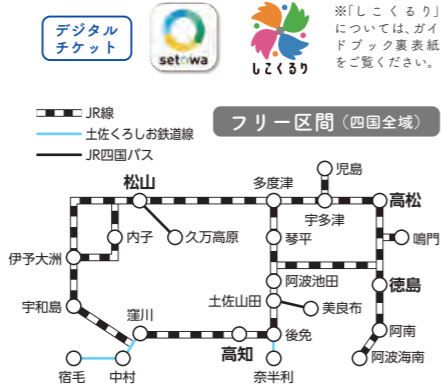 デジタル
チケット
setowa
しこくるり
※「しこくるり」
については、ガイ
ドブック裏表紙
をご覧ください。
JR線
土佐くろしお鉄道線
JR四国バス
フリー区間（四国全域）
児島
松山
多度津
高松
宇多津
内子
久万高原
琴平
鳴門
伊予大洲
阿波池田
徳島
土佐山田
美良布
宇和島
窪川
後免
阿南
高知
阿波海南
宿毛
中村
奈半利